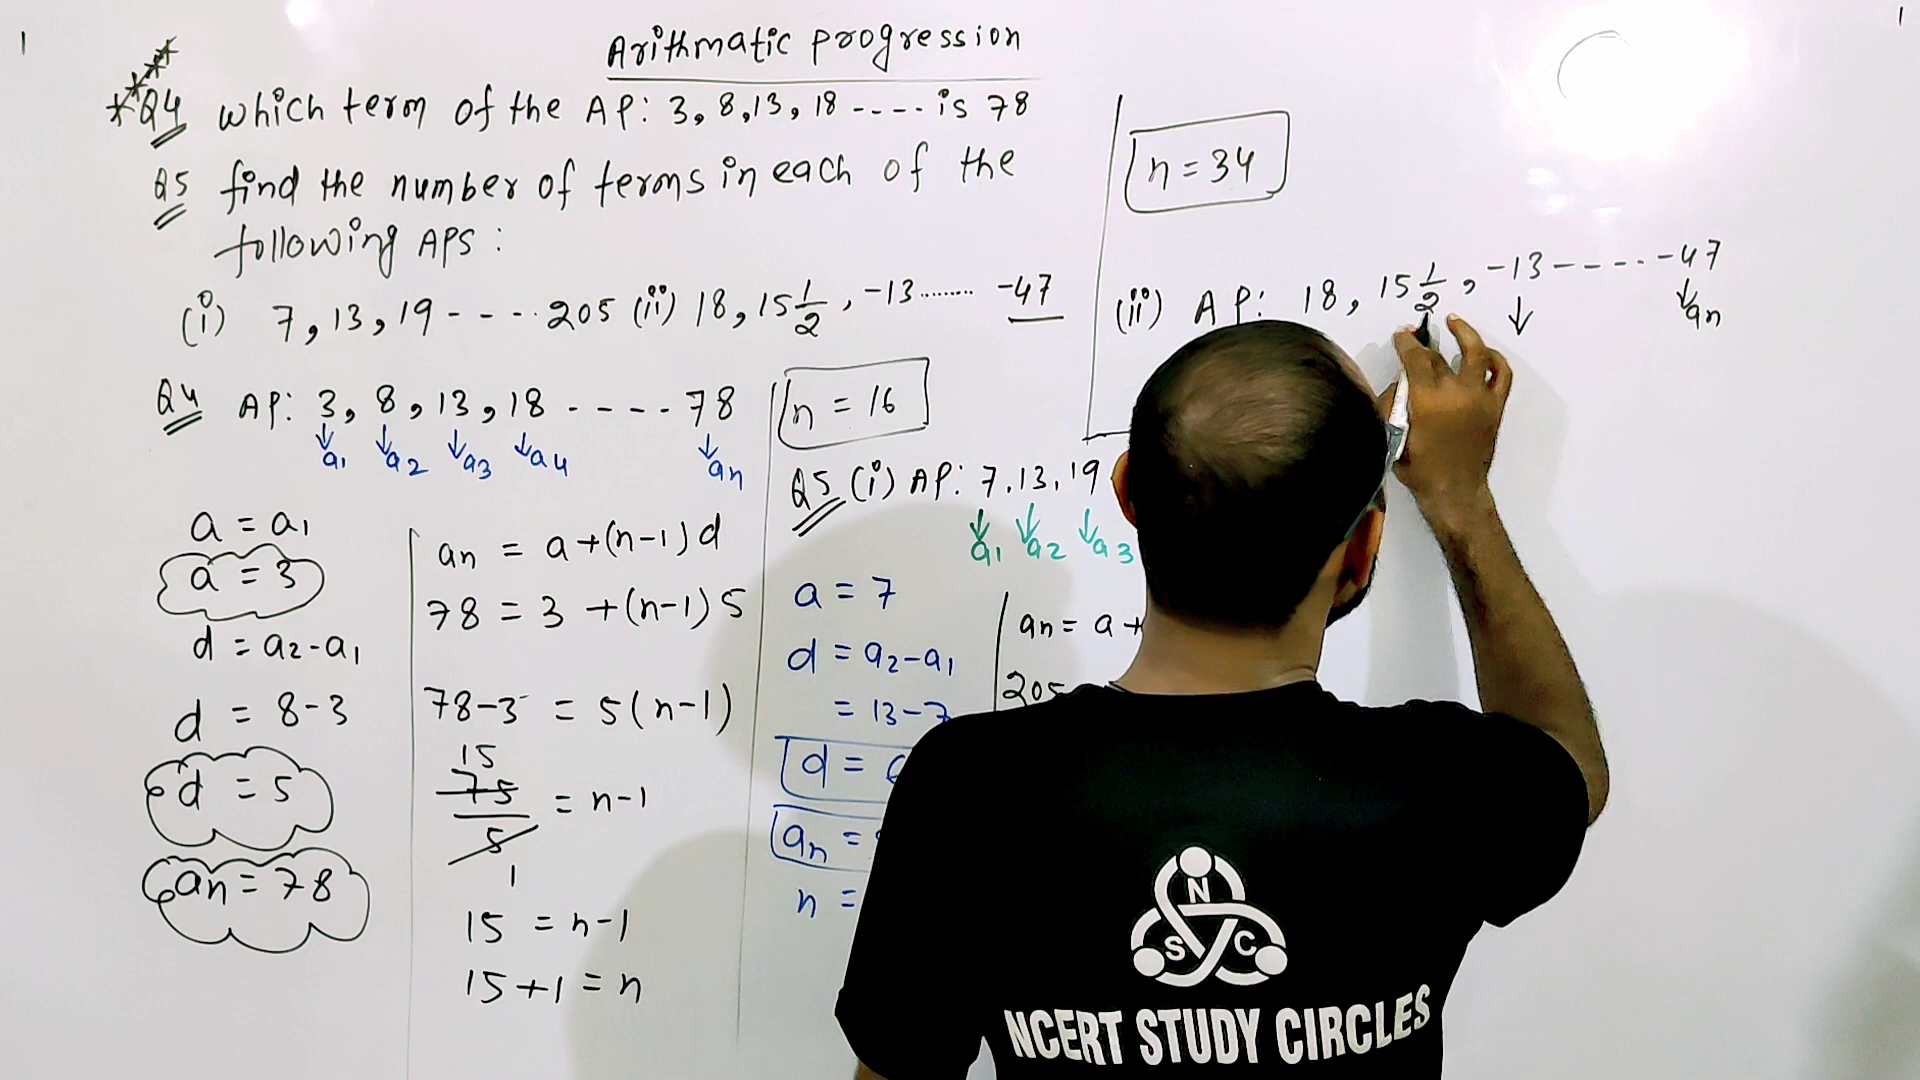 Arithmatic progression
Q4 which term of the AP: 3, 8, 13, 18 ----- is 78
Q5 find the number of terms in each of the
following APS :
(i) 7, 13, 19 - - - - 205 (ii) 18, 15 1/2, -13 ........ -47
Q4 AP: 3, 8, 13, 18 - - - - - 78
a1 a2 a3 a4 an
a = a1
a = 3
d = a2-a1
d = 8-3
d = 5
an = 78
an = a+(n-1)d
78 = 3 +(n-1) 5
78-3 = 5(n-1)
15
75/5 = n-1
1
15 = n-1
15+1 = n
n = 16
Q5 (i) AP: 7, 13, 19
a1 a2 a3
a = 7
d = a2-a1
= 13-7
d =
an =
n =
an = a+
205
n = 34
(ii) AP: 18, 15 1/2, -13 - - - - - -47
an
N
S C
NCERT STUDY CIRCLES